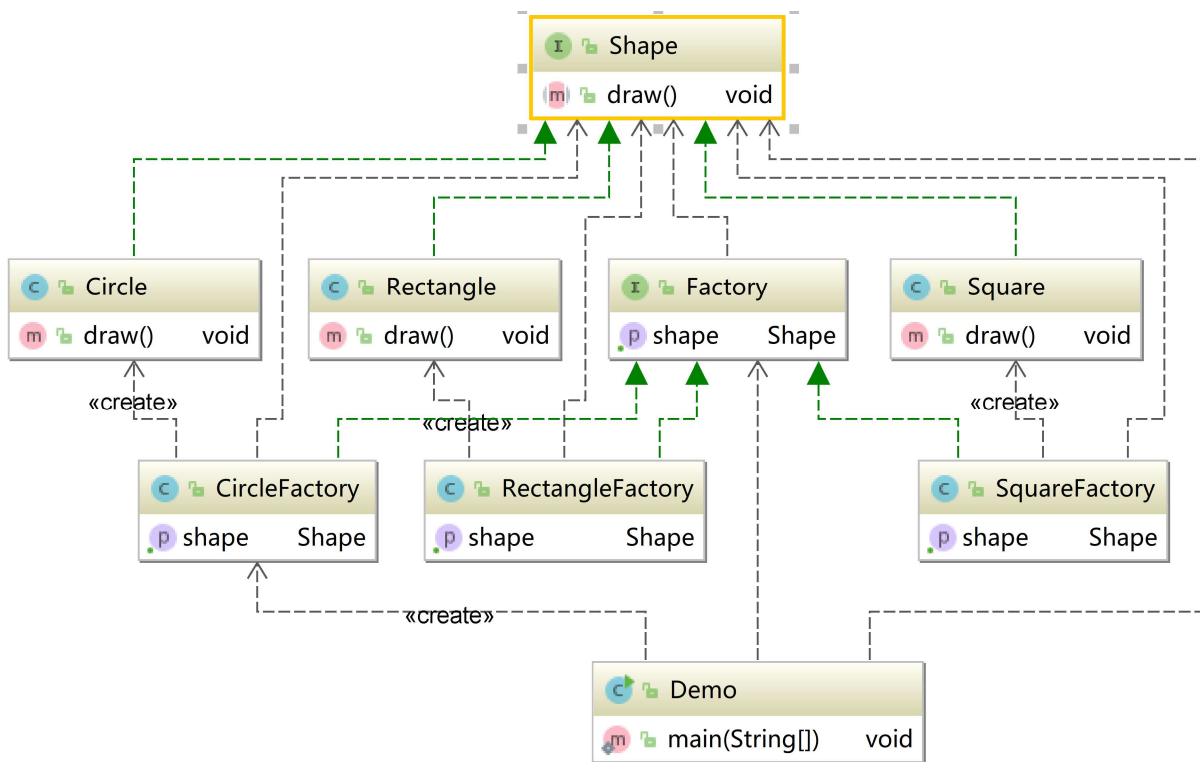 I Shape
m draw() void
C Circle
m draw() void
C Rectangle
m draw() void
I Factory
p shape Shape
C Square
m draw() void
«create»
«create»
«create»
C CircleFactory
p shape Shape
C RectangleFactory
p shape Shape
C SquareFactory
p shape Shape
«create»
C Demo
m main(String[]) void